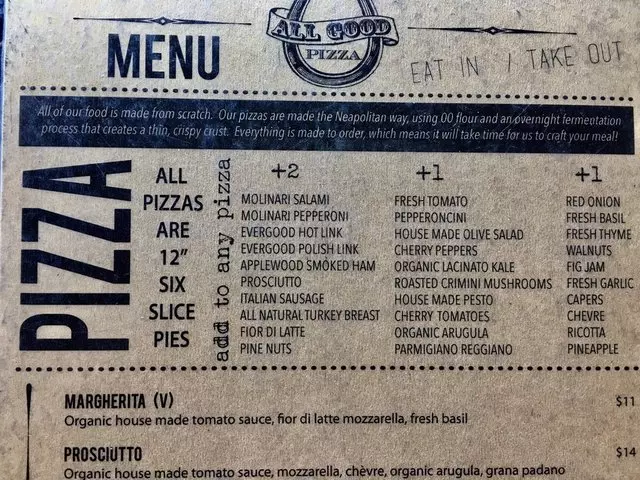 ALL GOOD
PIZZA
MENU
EAT IN / TAKE OUT
All of our food is made from scratch. Our pizzas are made the Neapolitan way, using 00 flour and an overnight fermentation
process that creates a thin, crispy crust. Everything is made to order, which means it will take time for us to craft your meal!
PIZZA
ALL
PIZZAS
ARE
12"
SIX
SLICE
PIES
add to any pizza
+2
MOLINARI SALAMI
MOLINARI PEPPERONI
EVERGOOD HOT LINK
EVERGOOD POLISH LINK
APPLEWOOD SMOKED HAM
PROSCIUTTO
ITALIAN SAUSAGE
ALL NATURAL TURKEY BREAST
FIOR DI LATTE
PINE NUTS
+1
FRESH TOMATO
PEPPERONCINI
HOUSE MADE OLIVE SALAD
CHERRY PEPPERS
ORGANIC LACINATO KALE
ROASTED CRIMINI MUSHROOMS
HOUSE MADE PESTO
CHERRY TOMATOES
ORGANIC ARUGULA
PARMIGIANO REGGIANO
+1
RED ONION
FRESH BASIL
FRESH THYME
WALNUTS
FIG JAM
FRESH GARLIC
CAPERS
CHEVRE
RICOTTA
PINEAPPLE
MARGHERITA (V) $11
Organic house made tomato sauce, fior di latte mozzarella, fresh basil
PROSCIUTTO $14
Organic house made tomato sauce, mozzarella, chèvre, organic arugula, grana padano